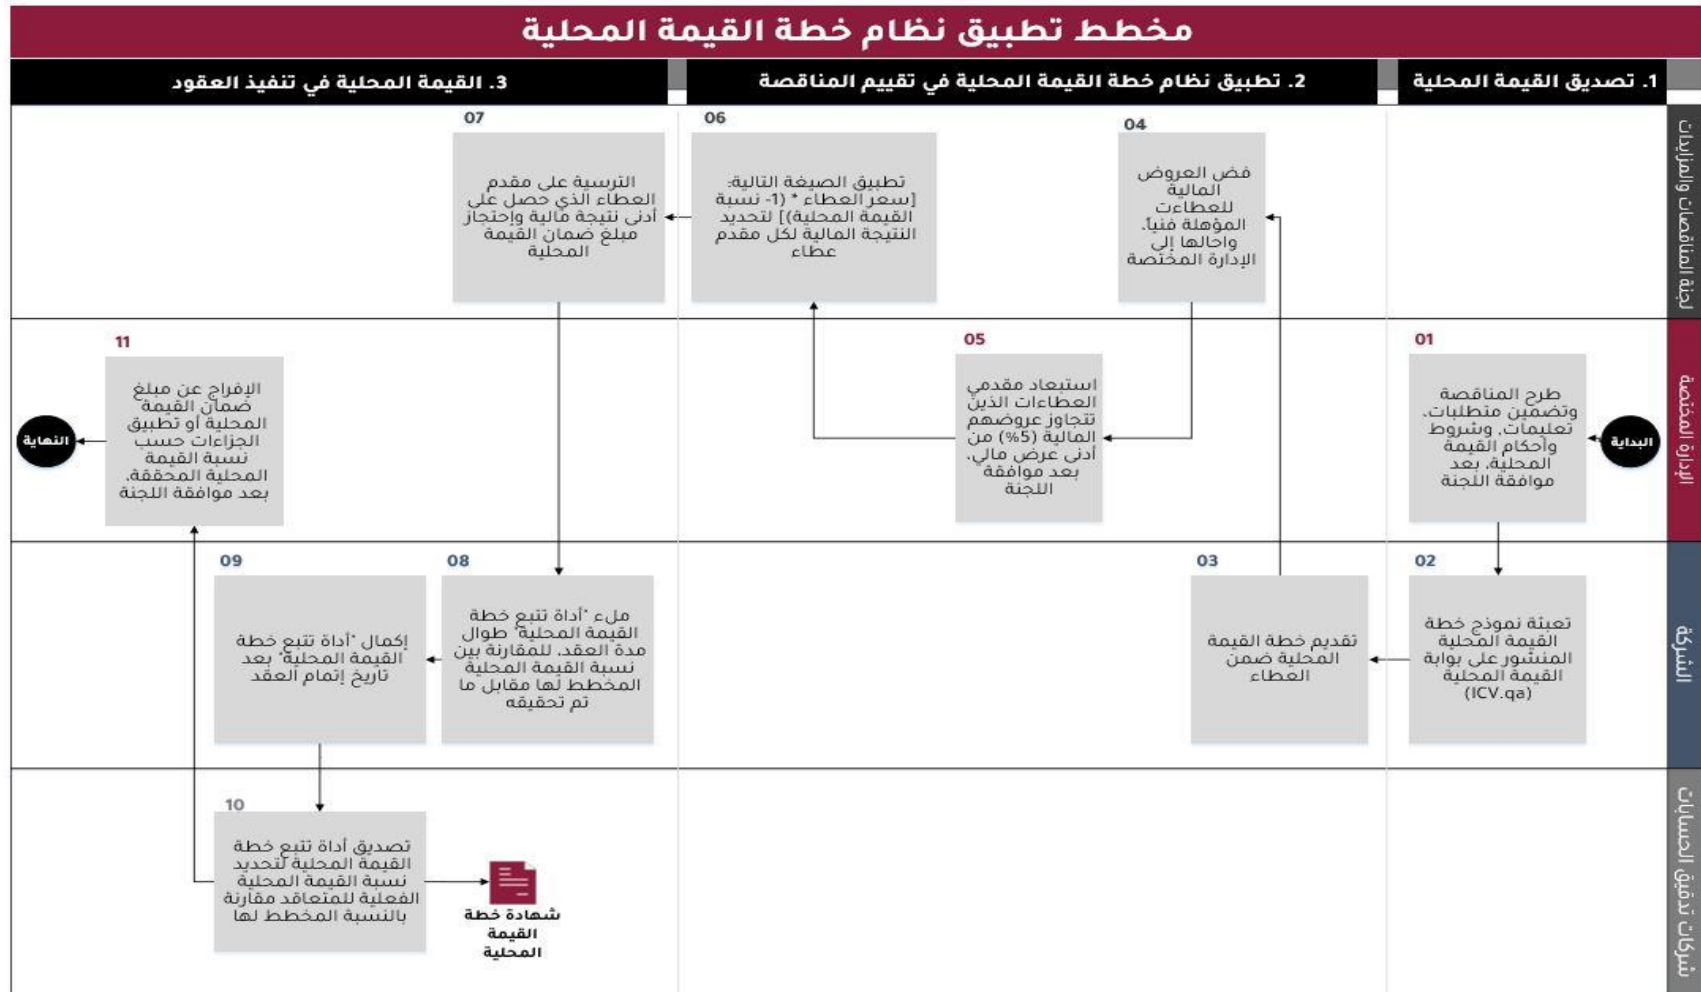 مخطط تطبيق نظام خطة القيمة المحلية
1. تصديق القيمة المحلية
2. تطبيق نظام خطة القيمة المحلية في تقييم المناقصة
3. القيمة المحلية في تنفيذ العقود
لجنة المناقصات والمزايدات
04
فض العروض
المالية
للعطاءت
المؤهلة فنياً،
واحالها إلى
الإدارة المختصة
06
تطبيق الصيغة التالية:
[سعر العطاء * (1- نسبة
القيمة المحلية)] لتحديد
النتيجة المالية لكل مقدم
عطاء
07
الترسية على مقدم
العطاء الذي حصل على
أدنى نتيجة مالية وإحتجاز
مبلغ ضمان القيمة
المحلية
الإدارة المختصة
البداية
01
طرح المناقصة
وتضمين متطلبات،
تعليمات, وشروط
وأحكام القيمة
المحلية، بعد
موافقة اللجنة
05
استبعاد مقدمي
العطاءات الذين
تتجاوز عروضهم
المالية (5%) من
أدنى عرض مالي،
بعد موافقة
اللجنة
11
الإفراج عن مبلغ
ضمان القيمة
المحلية أو تطبيق
الجزاءات حسب
نسبة القيمة
المحلية المحققة،
بعد موافقة اللجنة
النهاية
الشركة
02
تعبئة نموذج خطة
القيمة المحلية
المنشور على بوابة
القيمة المحلية
(ICV.qa)
03
تقديم خطة القيمة
المحلية ضمن
العطاء
08
ملء "أداة تتبع خطة
القيمة المحلية" طوال
مدة العقد، للمقارنة بين
نسبة القيمة المحلية
المخطط لها مقابل ما
تم تحقيقه
09
إكمال "أداة تتبع خطة
القيمة المحلية" بعد
تاريخ إتمام العقد
شركات تدقيق الحسابات
10
تصديق أداة تتبع خطة
القيمة المحلية لتحديد
نسبة القيمة المحلية
الفعلية للمتعاقد مقارنة
بالنسبة المخطط لها
شهادة خطة
القيمة
المحلية